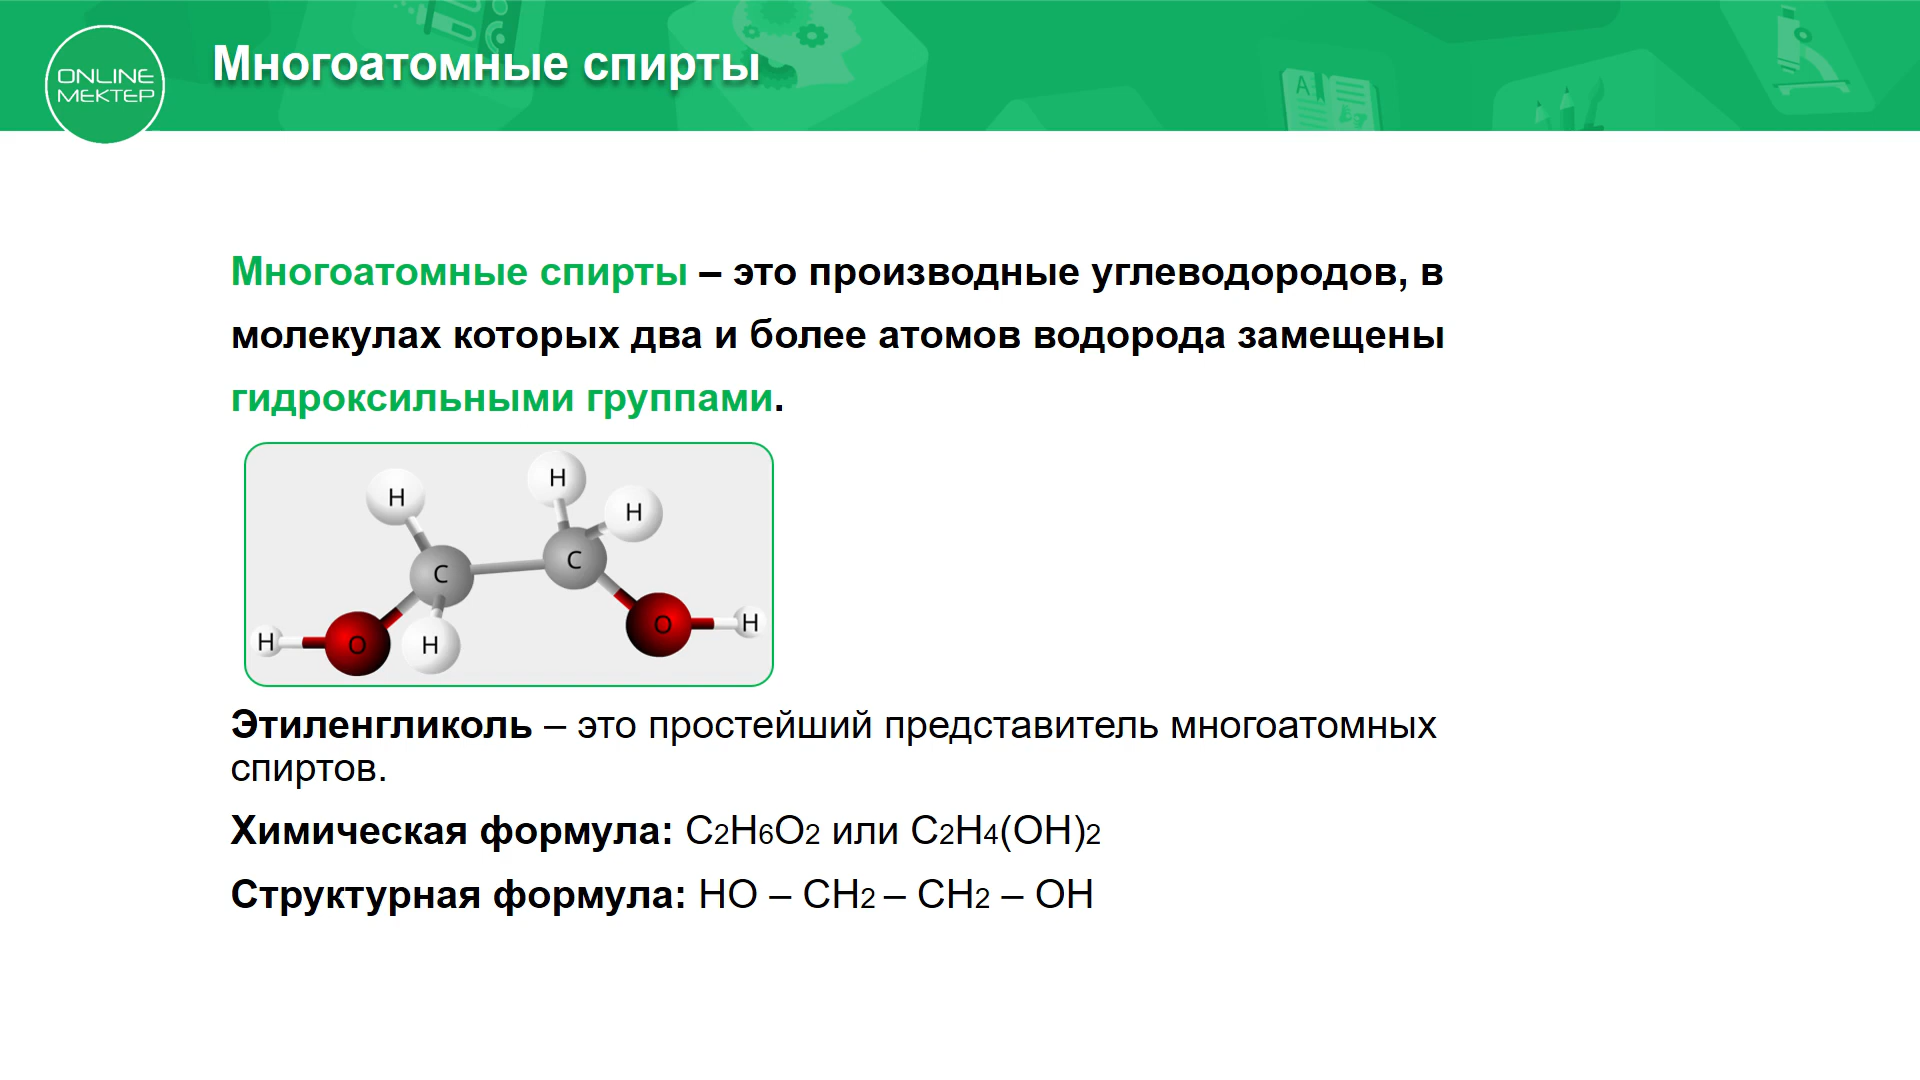 ONLINE
МЕКТЕР
Многоатомные спирты
Многоатомные спирты – это производные углеводородов, в
молекулах которых два и более атомов водорода замещены
гидроксильными группами.
H
H
H
C
C
H
O
H
O
H
Этиленгликоль – это простейший представитель многоатомных
спиртов.
Химическая формула: C2H6O2 или C2H4(OH)2
Структурная формула: HO – CH2 – CH2 – OH